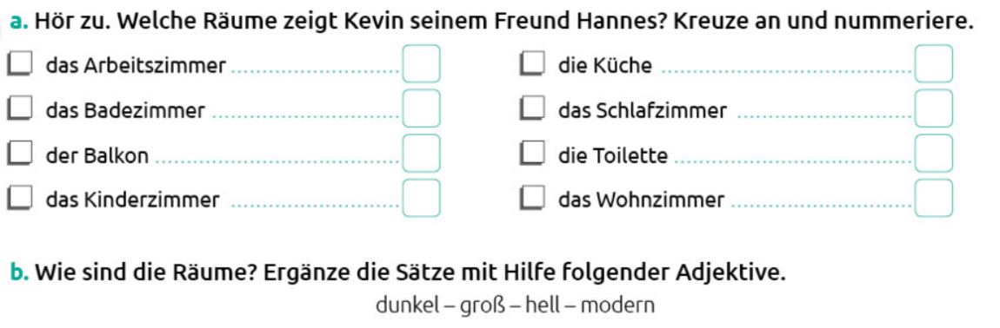 a. Hör zu. Welche Räume zeigt Kevin seinem Freund Hannes? Kreuze an und nummeriere.
das Arbeitszimmer
die Küche
das Badezimmer
das Schlafzimmer
der Balkon
die Toilette
das Kinderzimmer
das Wohnzimmer
b. Wie sind die Räume? Ergänze die Sätze mit Hilfe folgender Adjektive.
dunkel – groß – hell – modern